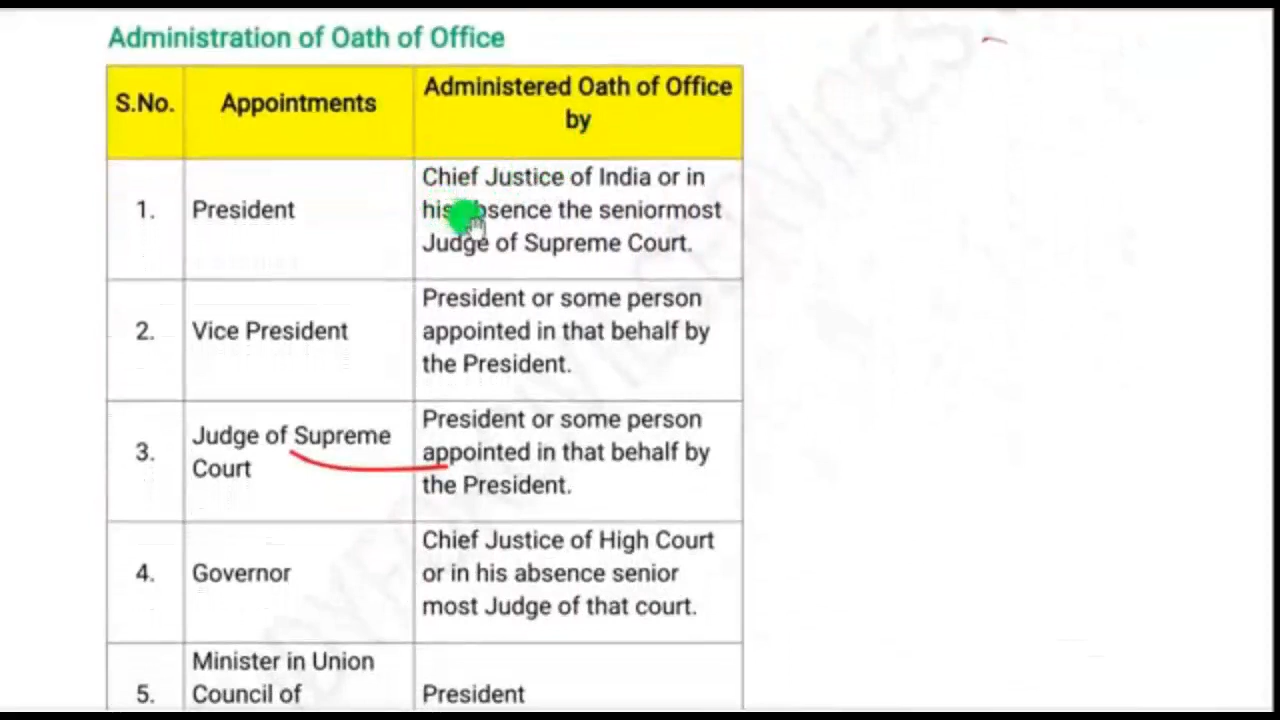 Administration of Oath of Office
S.No.
Appointments
Administered Oath of Office
by
1.
President
Chief Justice of India or in
his absence the seniormost
Judge of Supreme Court.
2.
Vice President
President or some person
appointed in that behalf by
the President.
3.
Judge of Supreme
Court
President or some person
appointed in that behalf by
the President.
4.
Governor
Chief Justice of High Court
or in his absence senior
most Judge of that court.
5.
Minister in Union
Council of
President